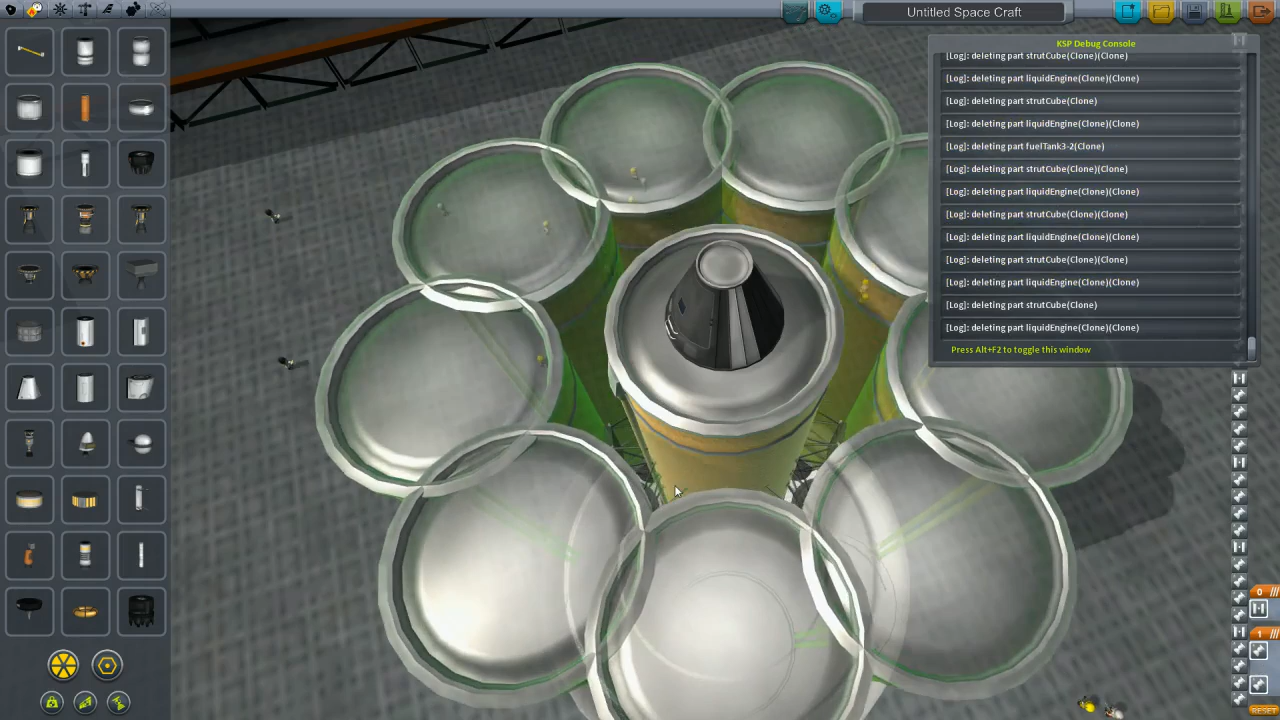 Untitled Space Craft
KSP Debug Console
[Log]: deleting part strutCube(Clone)(Clone)
[Log]: deleting part liquidEngine(Clone)(Clone)
[Log]: deleting part strutCube(Clone)
[Log]: deleting part liquidEngine(Clone)(Clone)
[Log]: deleting part fuelTank3-2(Clone)
[Log]: deleting part strutCube(Clone)(Clone)
[Log]: deleting part liquidEngine(Clone)(Clone)
[Log]: deleting part strutCube(Clone)(Clone)
[Log]: deleting part liquidEngine(Clone)(Clone)
[Log]: deleting part strutCube(Clone)(Clone)
[Log]: deleting part liquidEngine(Clone)(Clone)
[Log]: deleting part strutCube(Clone)
[Log]: deleting part liquidEngine(Clone)(Clone)
Press Alt+F2 to toggle this window
0
1
RESET